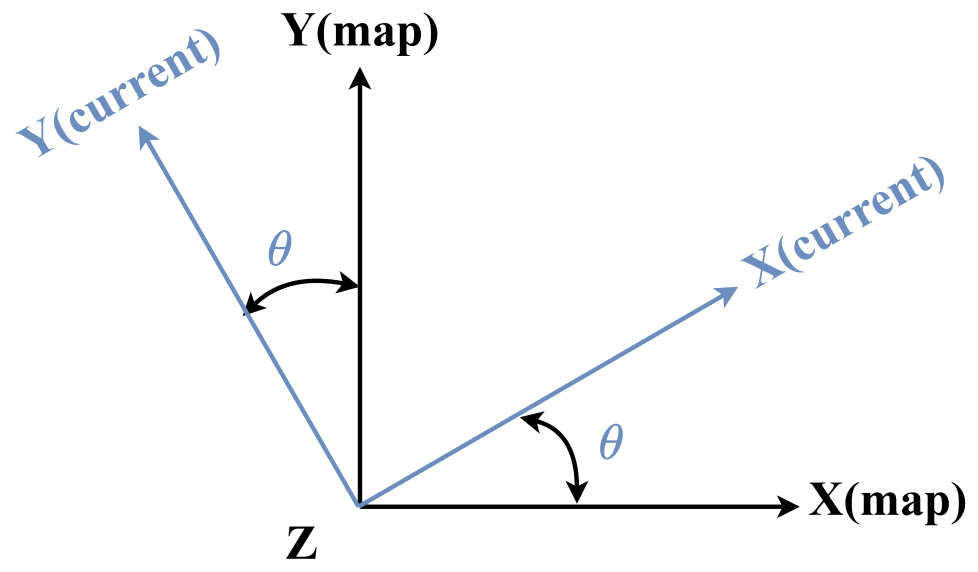 Y(map)
Y(current)
X(current)
θ
θ
X(map)
Z